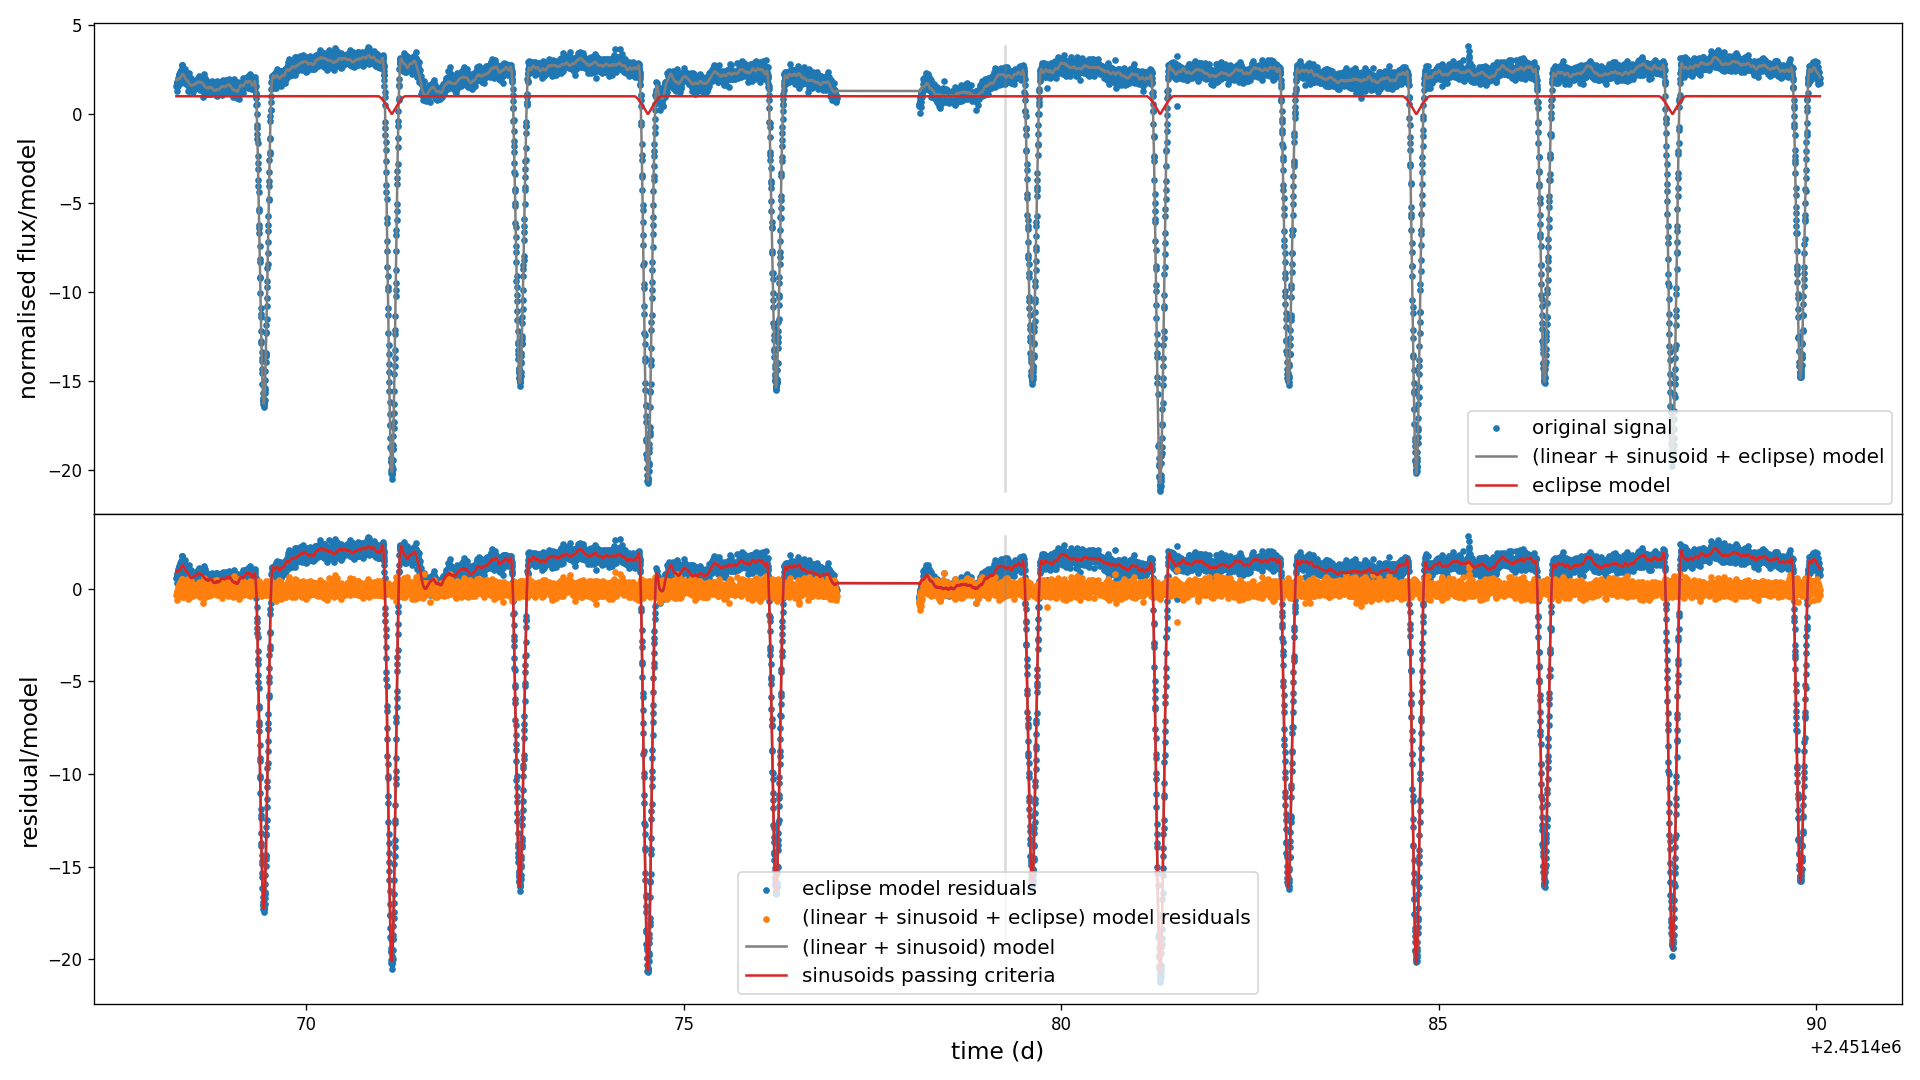 normalised flux/model
5
0
−5
−10
−15
−20
original signal
(linear + sinusoid + eclipse) model
eclipse model
residual/model
0
−5
−10
−15
−20
eclipse model residuals
(linear + sinusoid + eclipse) model residuals
(linear + sinusoid) model
sinusoids passing criteria
70
75
80
85
90
time (d)
+2.4514e6